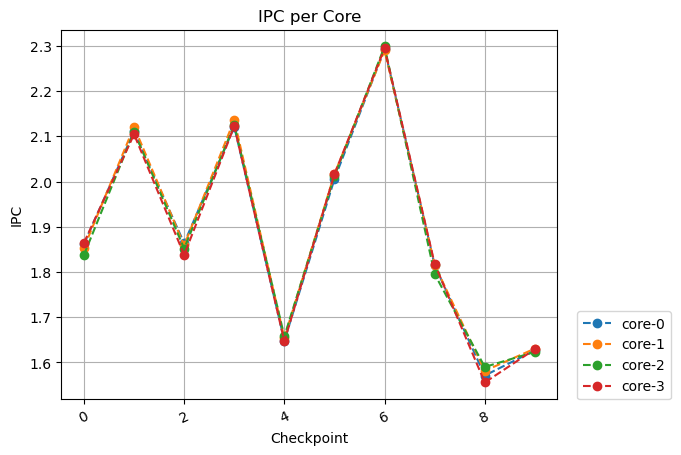 IPC per Core
IPC
2.3
2.2
2.1
2.0
1.9
1.8
1.7
1.6
0
2
4
6
8
Checkpoint
core-0
core-1
core-2
core-3